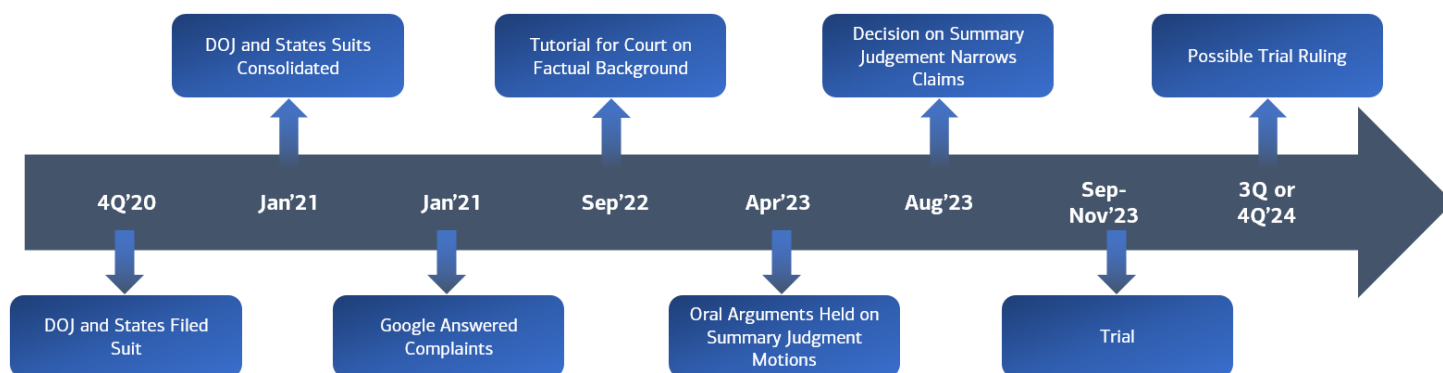 DOJ and States Suits
Consolidated
Tutorial for Court on
Factual Background
Decision on Summary
Judgement Narrows
Claims
Possible Trial Ruling
4Q’20
Jan’21
Jan’21
Sep’22
Apr’23
Aug’23
Sep-
Nov’23
3Q or
4Q’24
DOJ and States Filed
Suit
Google Answered
Complaints
Oral Arguments Held on
Summary Judgment
Motions
Trial